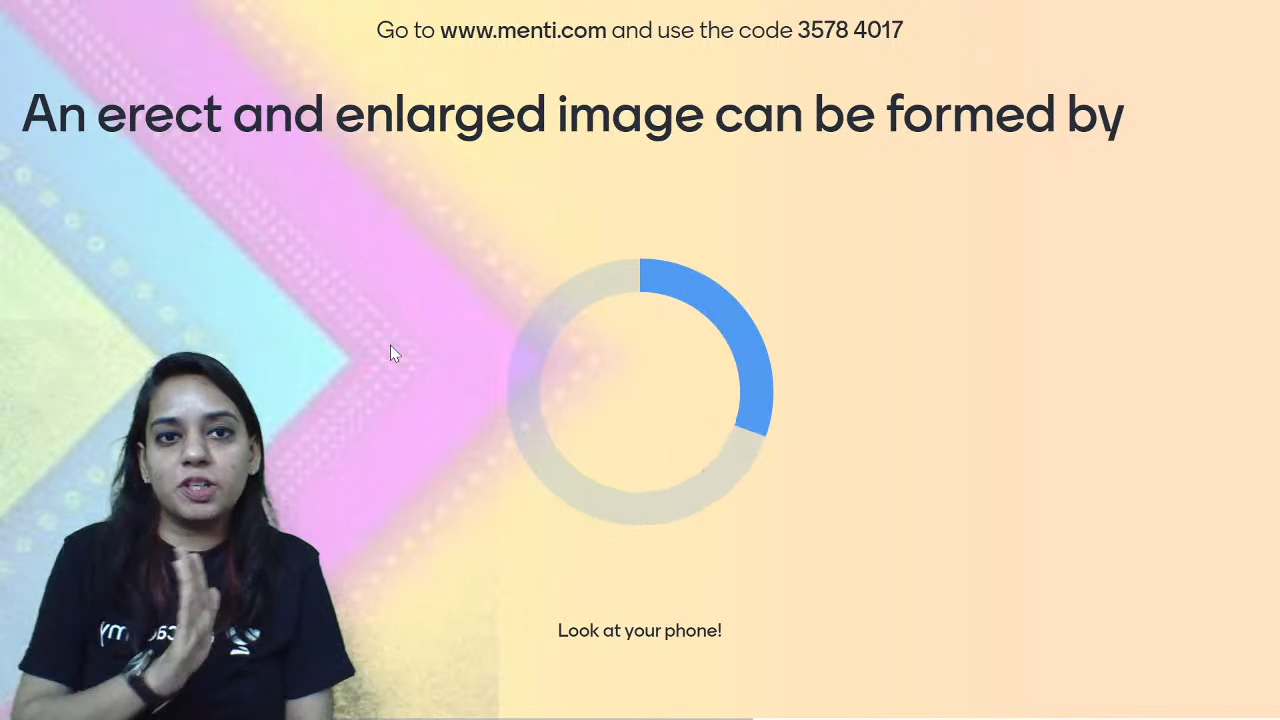 Go to www.menti.com and use the code 3578 4017
An erect and enlarged image can be formed by
Look at your phone!